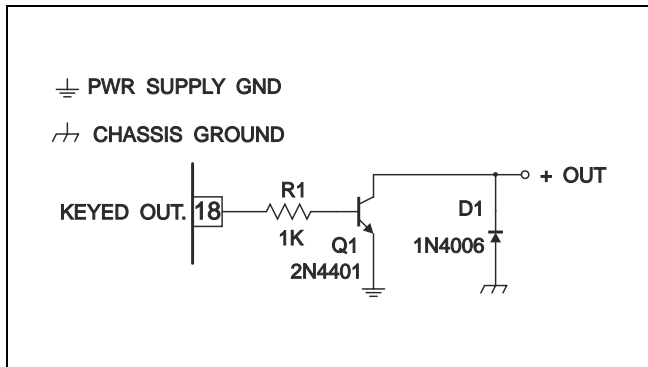 PWR SUPPLY GND
CHASSIS GROUND
KEYED OUT. 18
R1
1K
Q1
2N4401
D1
1N4006
+ OUT